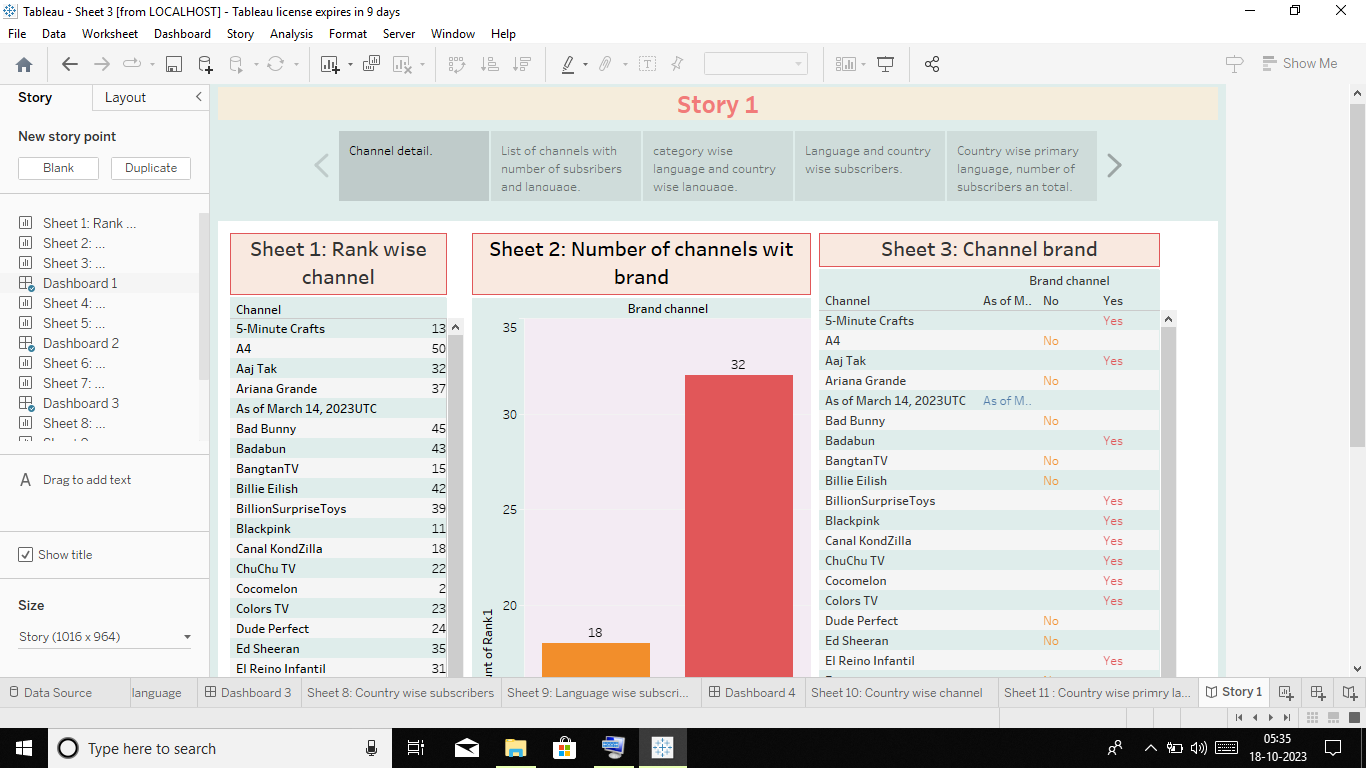 Tableau - Sheet 3 [from LOCALHOST] - Tableau license expires in 9 days
File Data Worksheet Dashboard Story Analysis Format Server Window Help
Show Me
Story Layout
New story point
Blank Duplicate
Sheet 1: Rank ...
Sheet 2: ...
Sheet 3: ...
Dashboard 1
Sheet 4: ...
Sheet 5: ...
Dashboard 2
Sheet 6: ...
Sheet 7: ...
Dashboard 3
Sheet 8: ...
Drag to add text
Show title
Size
Story (1016 x 964)
Story 1
Channel detail.
List of channels with
number of subsribers
and language.
category wise
language and country
wise language.
Language and country
wise subscribers.
Country wise primary
language, number of
subscribers an total.
Sheet 1: Rank wise
channel
Channel
5-Minute Crafts 13
A4 50
Aaj Tak 32
Ariana Grande 37
As of March 14, 2023UTC
Bad Bunny 45
Badabun 43
BangtanTV 15
Billie Eilish 42
BillionSurpriseToys 39
Blackpink 11
Canal KondZilla 18
ChuChu TV 22
Cocomelon 2
Colors TV 23
Dude Perfect 24
Ed Sheeran 35
El Reino Infantil 31
Sheet 2: Number of channels wit
brand
Brand channel
35
30
25
20
32
18
unt of Rank1
Sheet 3: Channel brand
Brand channel
Channel As of M.. No Yes
5-Minute Crafts Yes
A4 No
Aaj Tak Yes
Ariana Grande No
As of March 14, 2023UTC As of M..
Bad Bunny No
Badabun Yes
BangtanTV No
Billie Eilish No
BillionSurpriseToys Yes
Blackpink Yes
Canal KondZilla Yes
ChuChu TV Yes
Cocomelon Yes
Colors TV Yes
Dude Perfect No
Ed Sheeran No
El Reino Infantil Yes
Data Source language Dashboard 3 Sheet 8: Country wise subscribers Sheet 9: Language wise subscri... Dashboard 4 Sheet 10: Country wise channel Sheet 11 : Country wise primry la... Story 1
Type here to search
05:35
18-10-2023